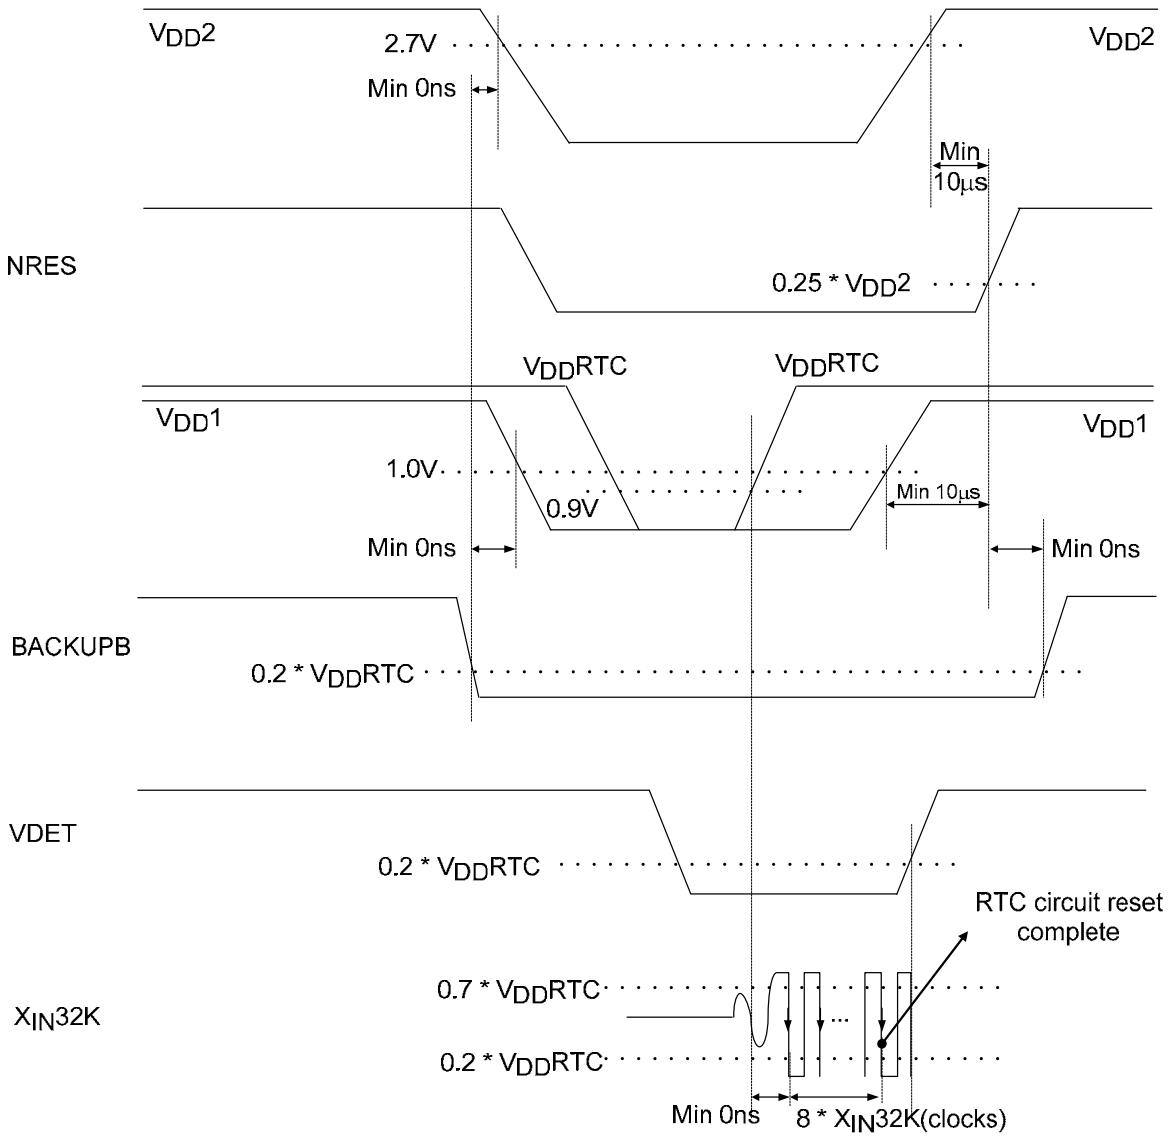 VDD2
2.7V
VDD2
Min 0ns
Min
10μs
NRES
0.25 * VDD2
VDDRTC
VDDRTC
VDD1
VDD1
1.0V
0.9V
Min 10μs
Min 0ns
Min 0ns
BACKUPB
0.2 * VDDRTC
VDET
0.2 * VDDRTC
RTC circuit reset
complete
0.7 * VDDRTC
XIN32K
...
0.2 * VDDRTC
Min 0ns
8 * XIN32K(clocks)